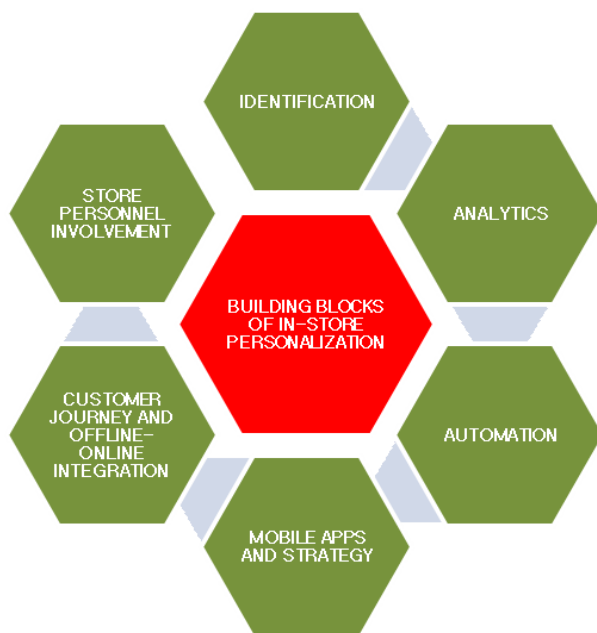 IDENTIFICATION
STORE
PERSONNEL
INVOLVEMENT
ANALYTICS
BUILDING BLOCKS
OF IN-STORE
PERSONALIZATION
CUSTOMER
JOURNEY AND
OFFLINE-
ONLINE
INTEGRATION
AUTOMATION
MOBILE APPS
AND STRATEGY